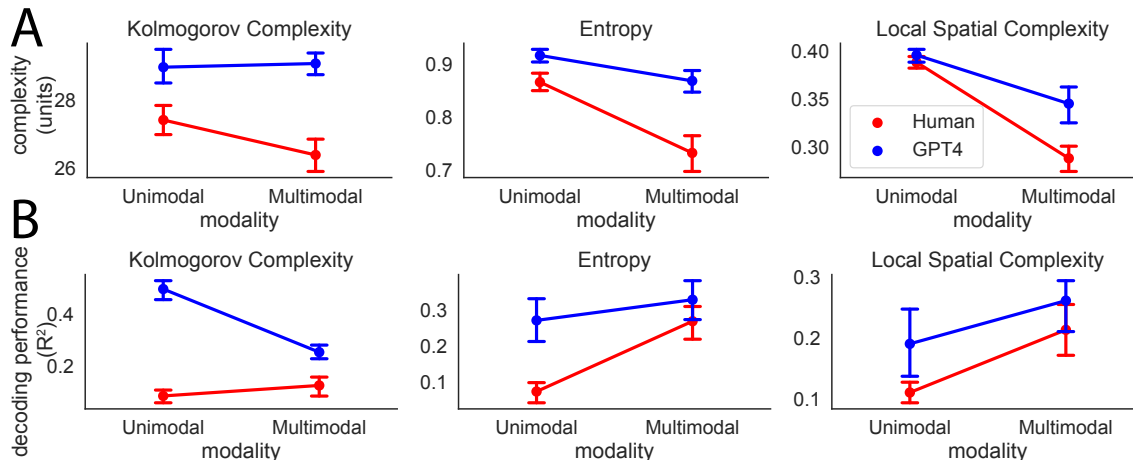 A
Kolmogorov Complexity
Entropy
Local Spatial Complexity
complexity
(units)
28
26
0.9
0.8
0.7
0.40
0.35
0.30
Human
GPT4
Unimodal Multimodal
modality
Unimodal Multimodal
modality
Unimodal Multimodal
modality
B
Kolmogorov Complexity
Entropy
Local Spatial Complexity
decoding performance
(R²)
0.4
0.2
0.3
0.2
0.1
0.3
0.2
0.1
Unimodal Multimodal
modality
Unimodal Multimodal
modality
Unimodal Multimodal
modality